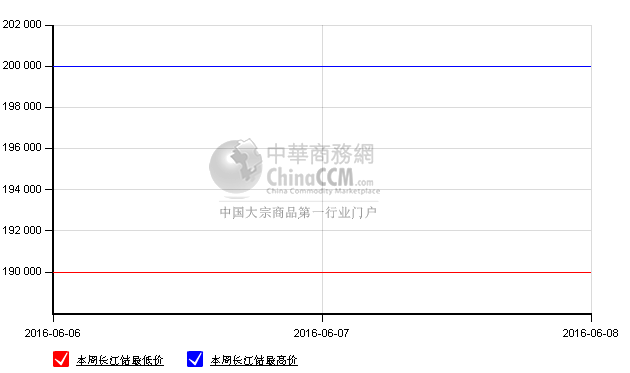 202 000
200 000
198 000
196 000
194 000
192 000
190 000
中華商務網
ChinaCCM.com
China Commodity Marketplace
中国大宗商品第一行业门户
2016-06-06
2016-06-07
2016-06-08
本周长江钴最低价
本周长江钴最高价